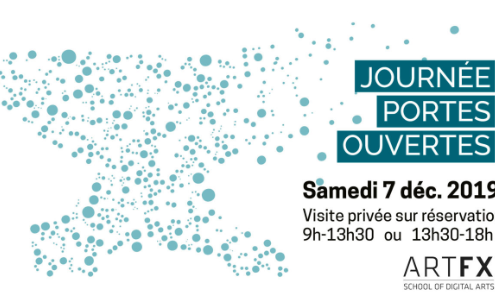 JOURNÉE
PORTES
OUVERTES
Samedi 7 déc. 2019
Visite privée sur réservatio
9h-13h30 ou 13h30-18h
ARTFX
SCHOOL OF DIGITAL ARTS